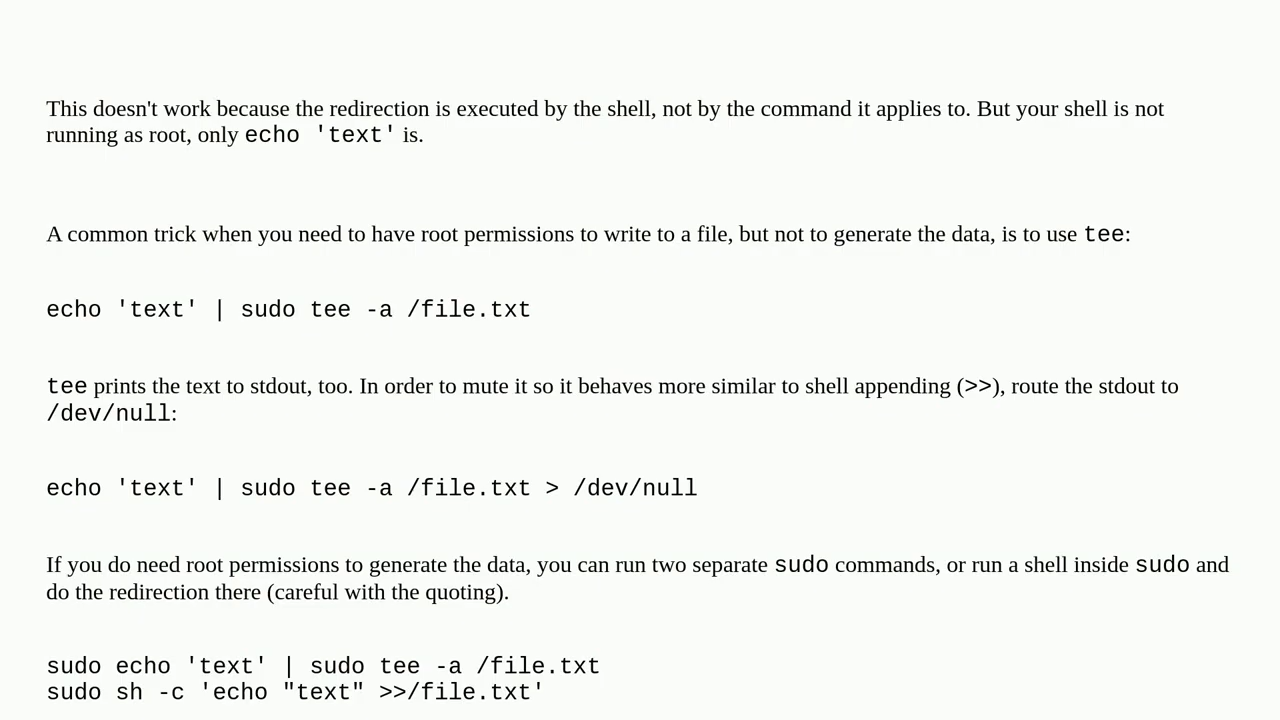 This doesn't work because the redirection is executed by the shell, not by the command it applies to. But your shell is not
running as root, only echo 'text' is.
A common trick when you need to have root permissions to write to a file, but not to generate the data, is to use tee:
echo 'text' | sudo tee -a /file.txt
tee prints the text to stdout, too. In order to mute it so it behaves more similar to shell appending (>>), route the stdout to
/dev/null:
echo 'text' | sudo tee -a /file.txt > /dev/null
If you do need root permissions to generate the data, you can run two separate sudo commands, or run a shell inside sudo and
do the redirection there (careful with the quoting).
sudo echo 'text' | sudo tee -a /file.txt
sudo sh -c 'echo "text" >>/file.txt'